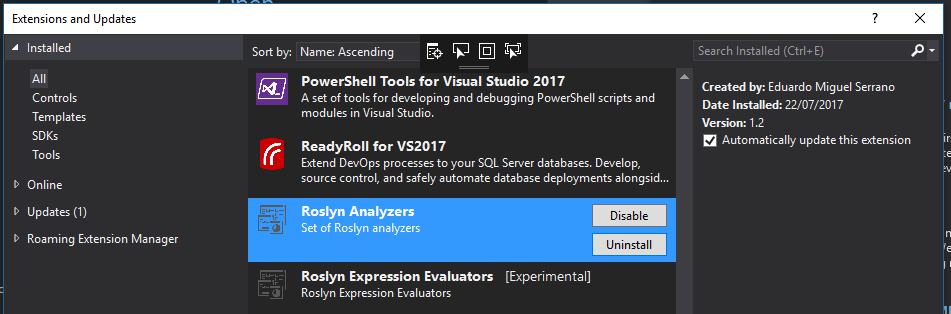 Extensions and Updates
Installed
All
Controls
Templates
SDKs
Tools
Online
Updates (1)
Roaming Extension Manager
Sort by: Name: Ascending
PowerShell Tools for Visual Studio 2017
A set of tools for developing and debugging PowerShell scripts and
modules in Visual Studio.
ReadyRoll for VS2017
Extend DevOps processes to your SQL Server databases. Develop,
source control, and safely automate database deployments alongsid...
Roslyn Analyzers
Set of Roslyn analyzers
Disable
Uninstall
Roslyn Expression Evaluators [Experimental]
Roslyn Expression Evaluators
Search Installed (Ctrl+E)
Created by: Eduardo Miguel Serrano
Date Installed: 22/07/2017
Version: 1.2
Automatically update this extension